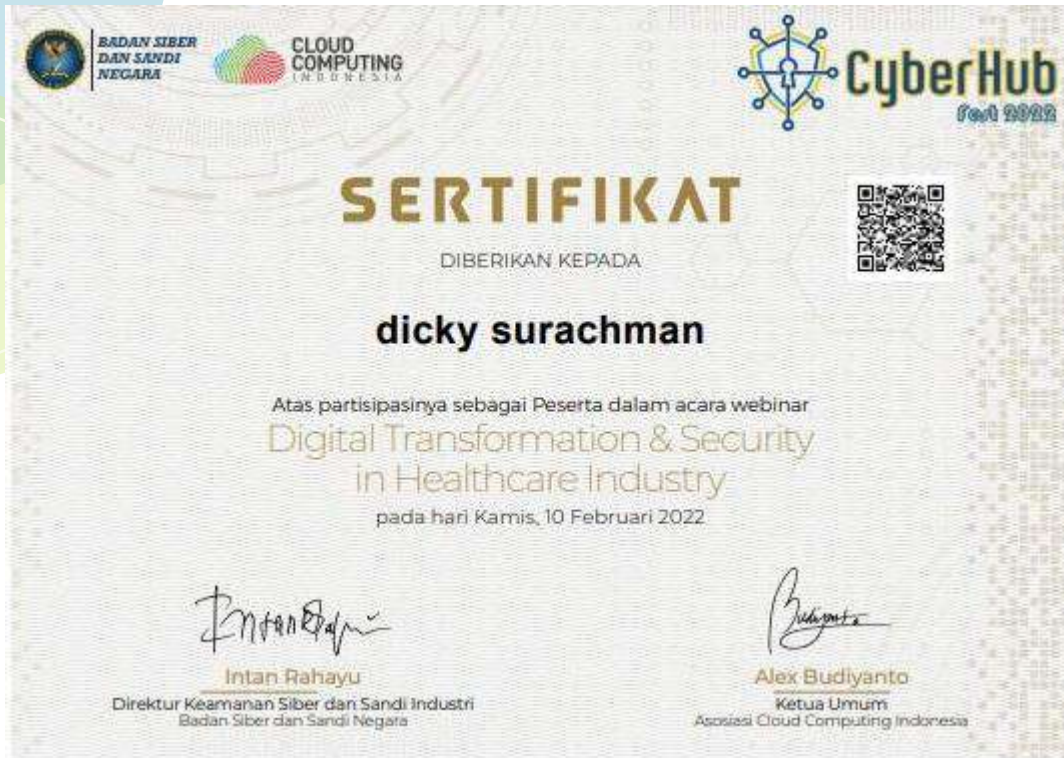 BADAN SIBER
DAN SANDI
NEGARA
CLOUD
COMPUTING
INDONESIA
CyberHub
Fest 2022
SERTIFIKAT
DIBERIKAN KEPADA
dicky surachman
Atas partisipasinya sebagai Peserta dalam acara webinar
Digital Transformation & Security
in Healthcare Industry
pada hari Kamis, 10 Februari 2022
Intan Rahayu
Direktur Keamanan Siber dan Sandi Industri
Badan Siber dan Sandi Negara
Alex Budiyanto
Ketua Umum
Asosiasi Cloud Computing Indonesia